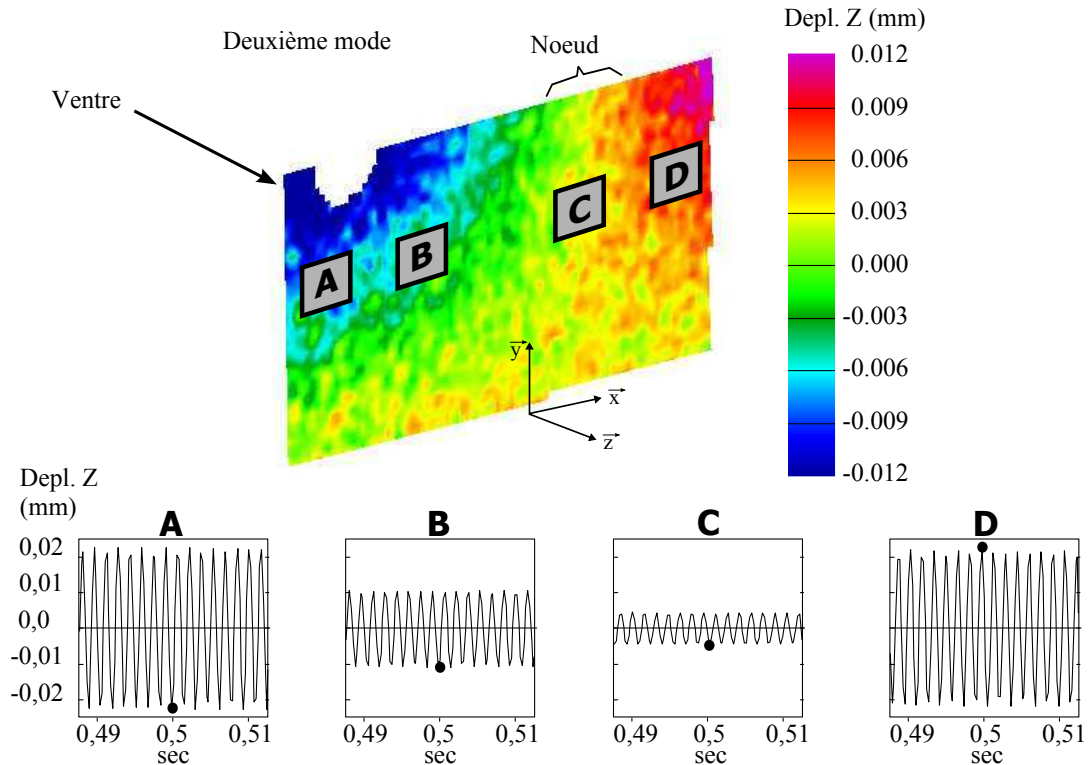 Depl. Z (mm)
Deuxième mode
Noeud
Ventre
0.012
0.009
0.006
0.003
0.000
-0.003
-0.006
-0.009
-0.012
A
B
C
D
y
x
z
Depl. Z
(mm)
A
B
C
D
0,02
0,01
0,0
-0,01
-0,02
0,49 0,5 0,51
sec
0,49 0,5 0,51
sec
0,49 0,5 0,51
sec
0,49 0,5 0,51
sec